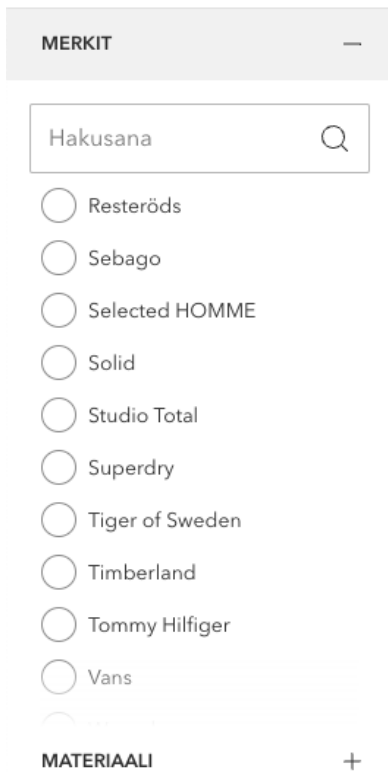 MERKIT
Hakusana
Resteröds
Sebago
Selected HOMME
Solid
Studio Total
Superdry
Tiger of Sweden
Timberland
Tommy Hilfiger
Vans
MATERIAALI